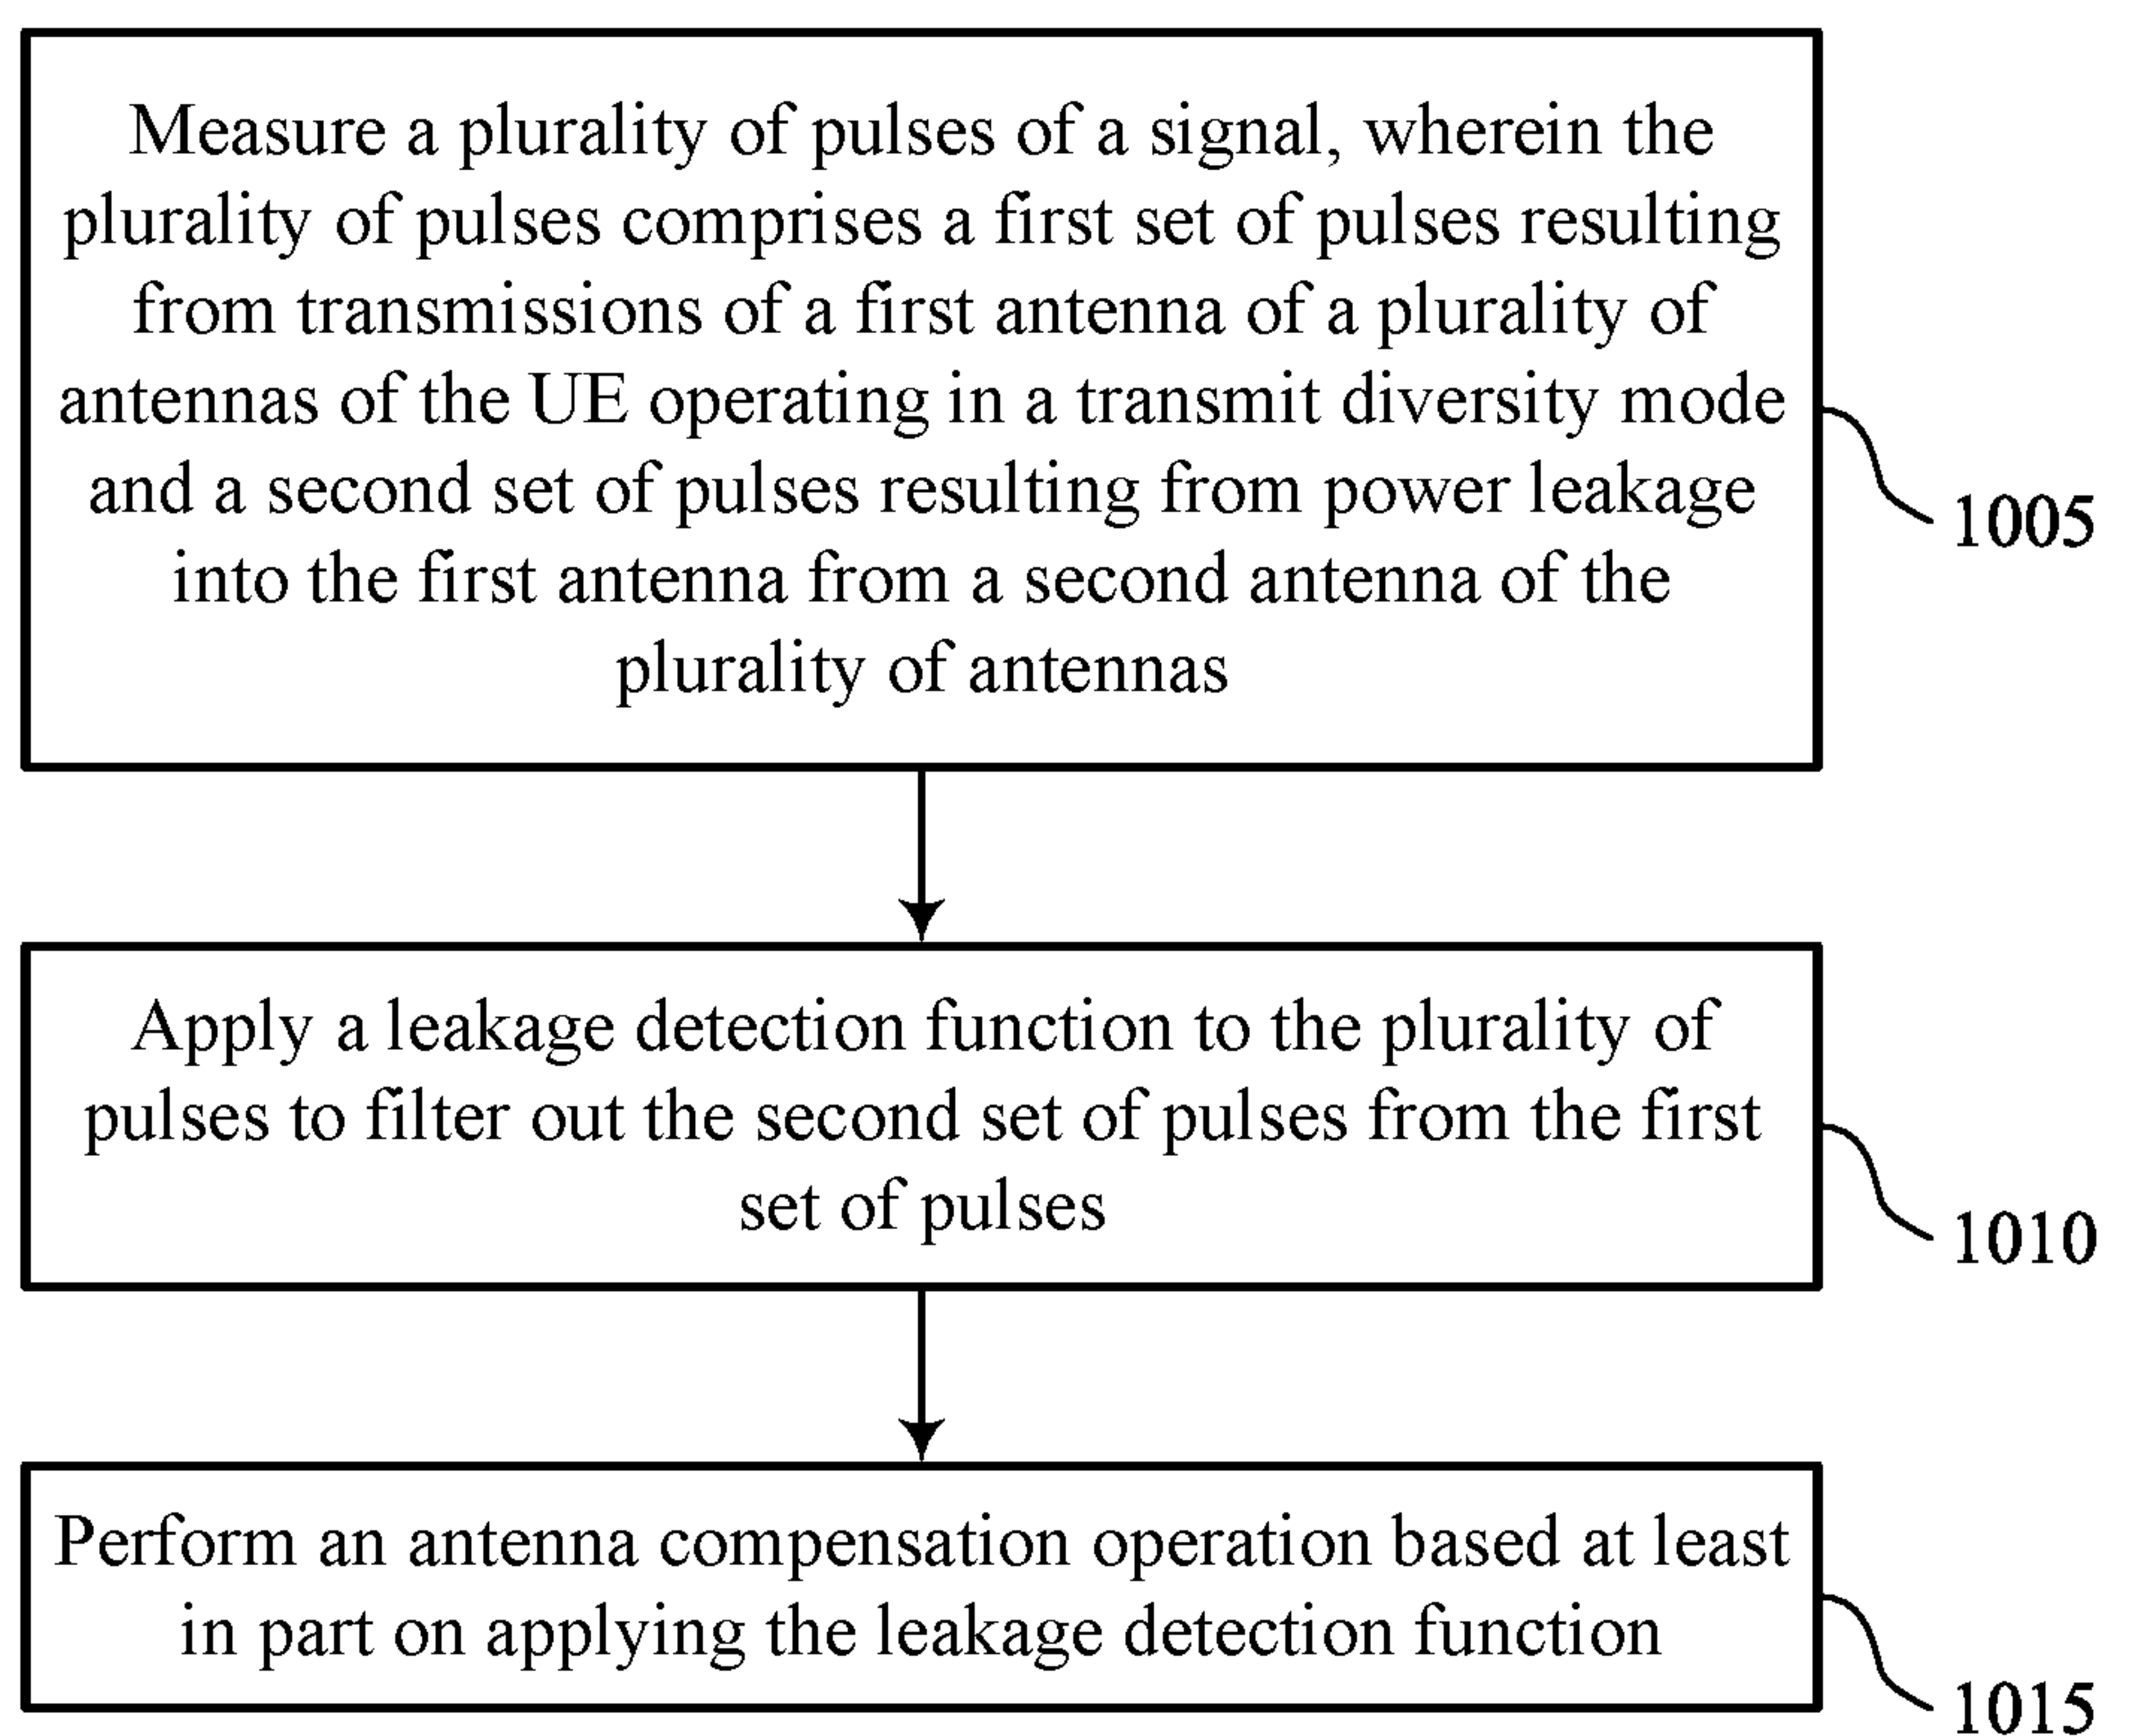 Measure a plurality of pulses of a signal, wherein the
plurality of pulses comprises a first set of pulses resulting
from transmissions of a first antenna of a plurality of
antennas of the UE operating in a transmit diversity mode
and a second set of pulses resulting from power leakage
into the first antenna from a second antenna of the
plurality of antennas
1005
Apply a leakage detection function to the plurality of
pulses to filter out the second set of pulses from the first
set of pulses
1010
Perform an antenna compensation operation based at least
in part on applying the leakage detection function
1015